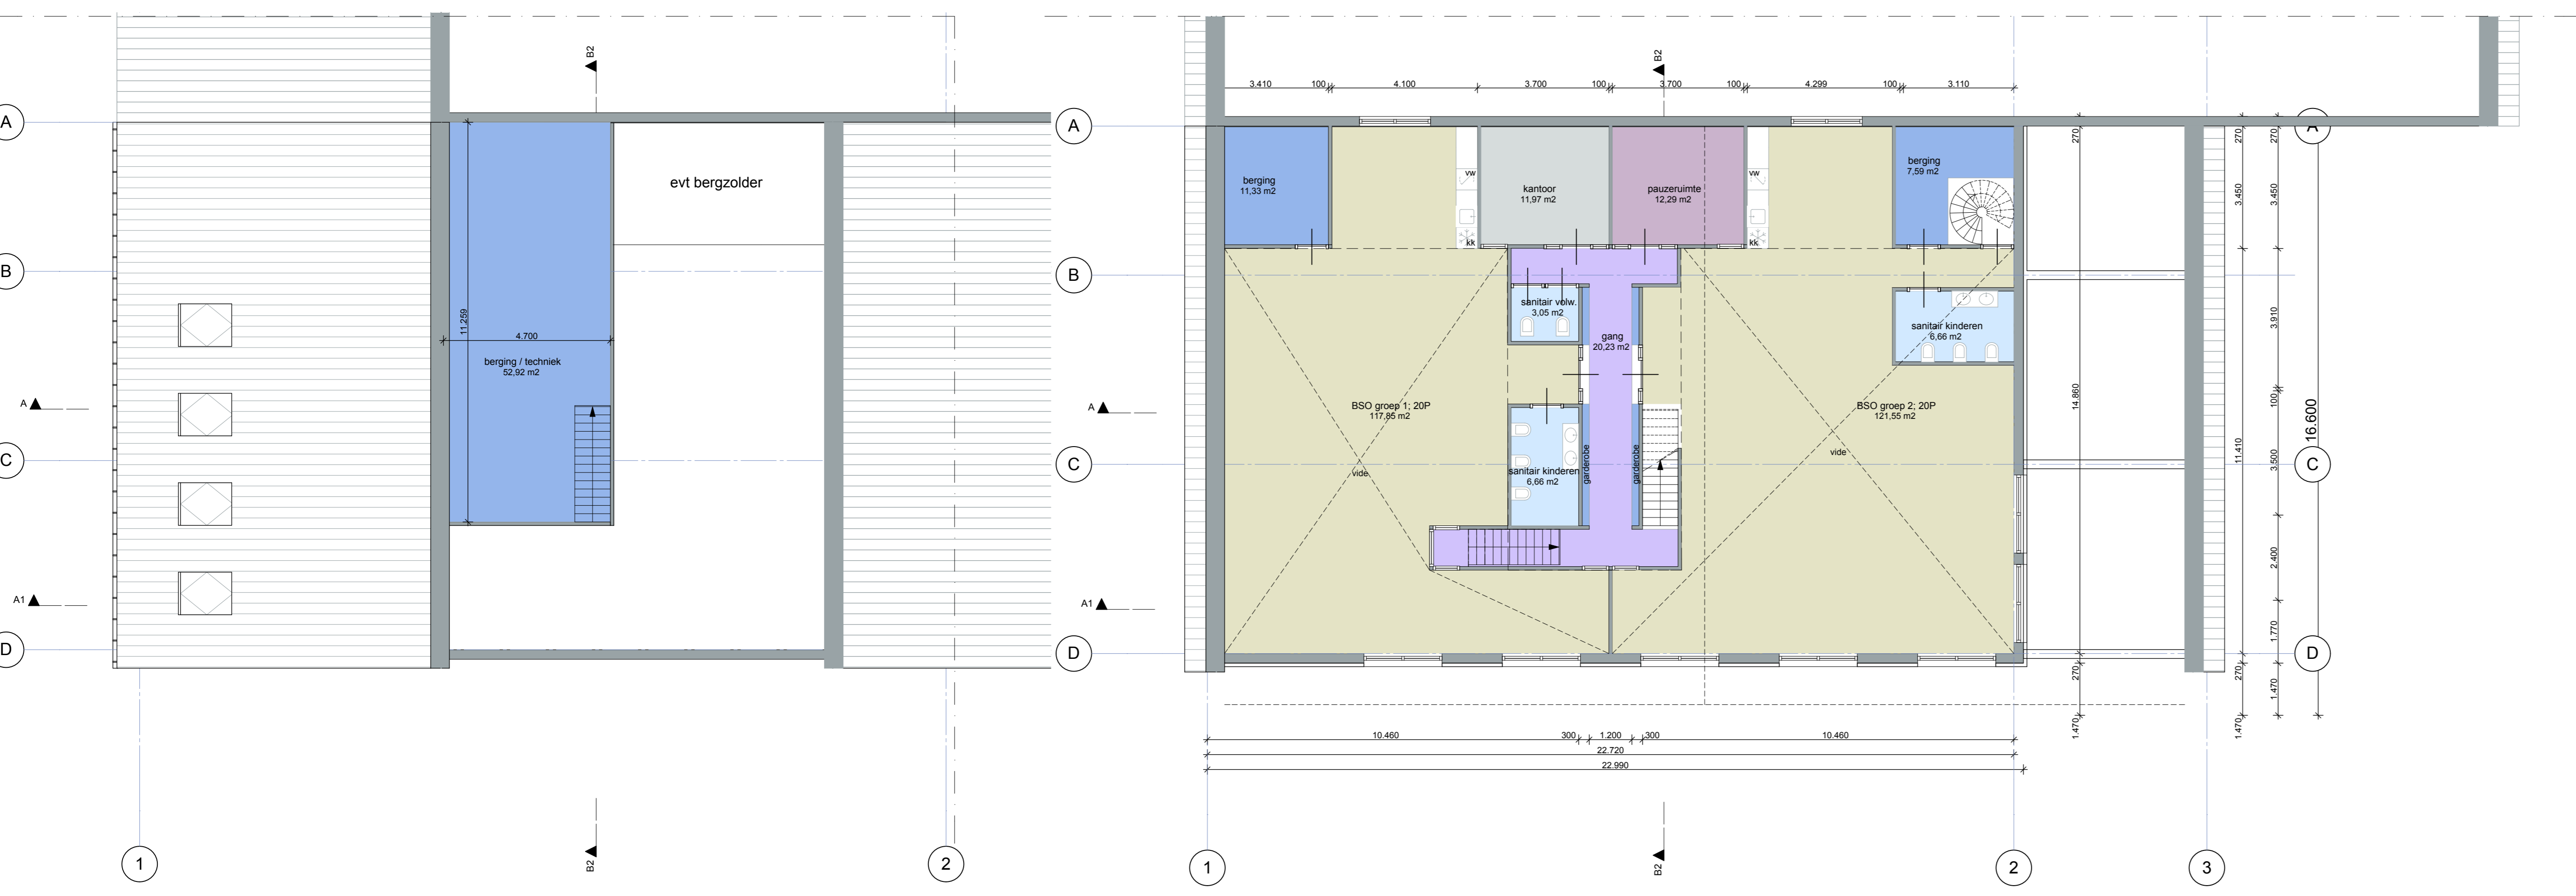 B2
A
B
C
D
evt bergzolder
11.259
4.700
berging / techniek
52,92 m2
A
A1
B2
1
2
B2
3.410
100
4.100
3.700
100
3.700
100
4.299
100
3.110
A
B
C
D
A
A1
berging
11,33 m2
vw
kk
kantoor
11,97 m2
pauzeruimte
12,29 m2
vw
kk
berging
7,59 m2
sanitair volw.
3,05 m2
gang
20,23 m2
sanitair kinderen
6,66 m2
BSO groep 1; 20P
117,85 m2
vide
sanitair kinderen
6,66 m2
garderobe
garderobe
BSO groep 2; 20P
121,55 m2
vide
270
14.860
270
1.470
270
3.450
11.410
270
1.470
270
3.450
3.910
100
3.500
2.400
1.770
270
1.470
16.600
A
B
C
D
10.460
300
1.200
300
10.460
22.720
22.990
B2
1
2
3